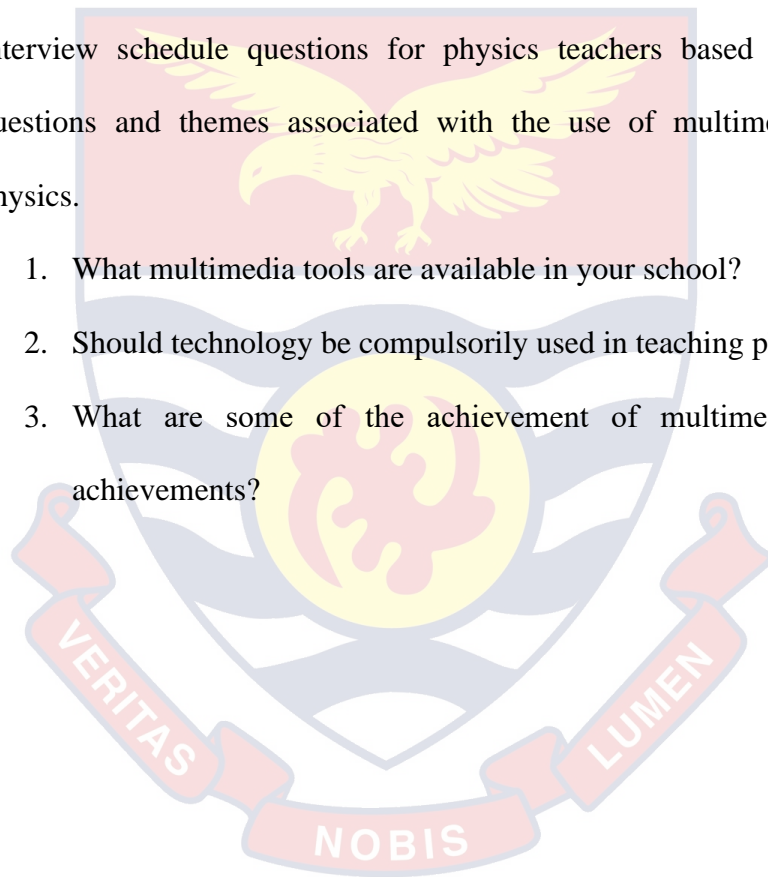 nterview schedule questions for physics teachers based
uestions and themes associated with the use of multime
hysics.
1. What multimedia tools are available in your school?
2. Should technology be compulsorily used in teaching p
3. What are some of the achievement of multime
achievements?
VERITAS
NOBIS
LUMEN